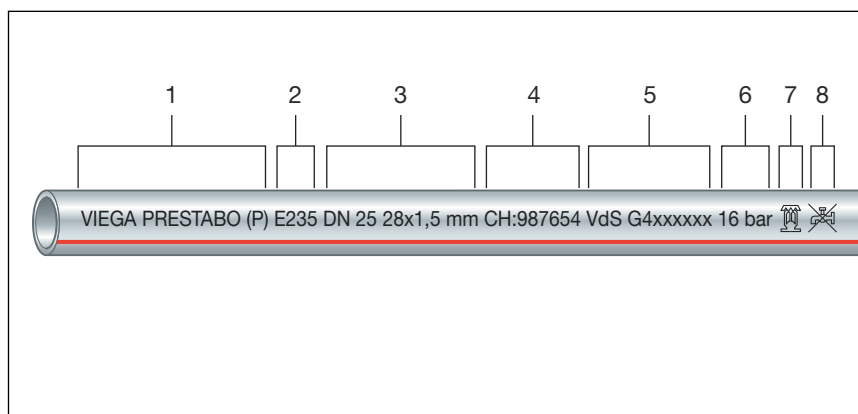 1 2 3 4 5 6 7 8
VIEGA PRESTABO (P) E235 DN 25 28x1,5 mm CH:987654 VdS G4xxxxxx 16 bar